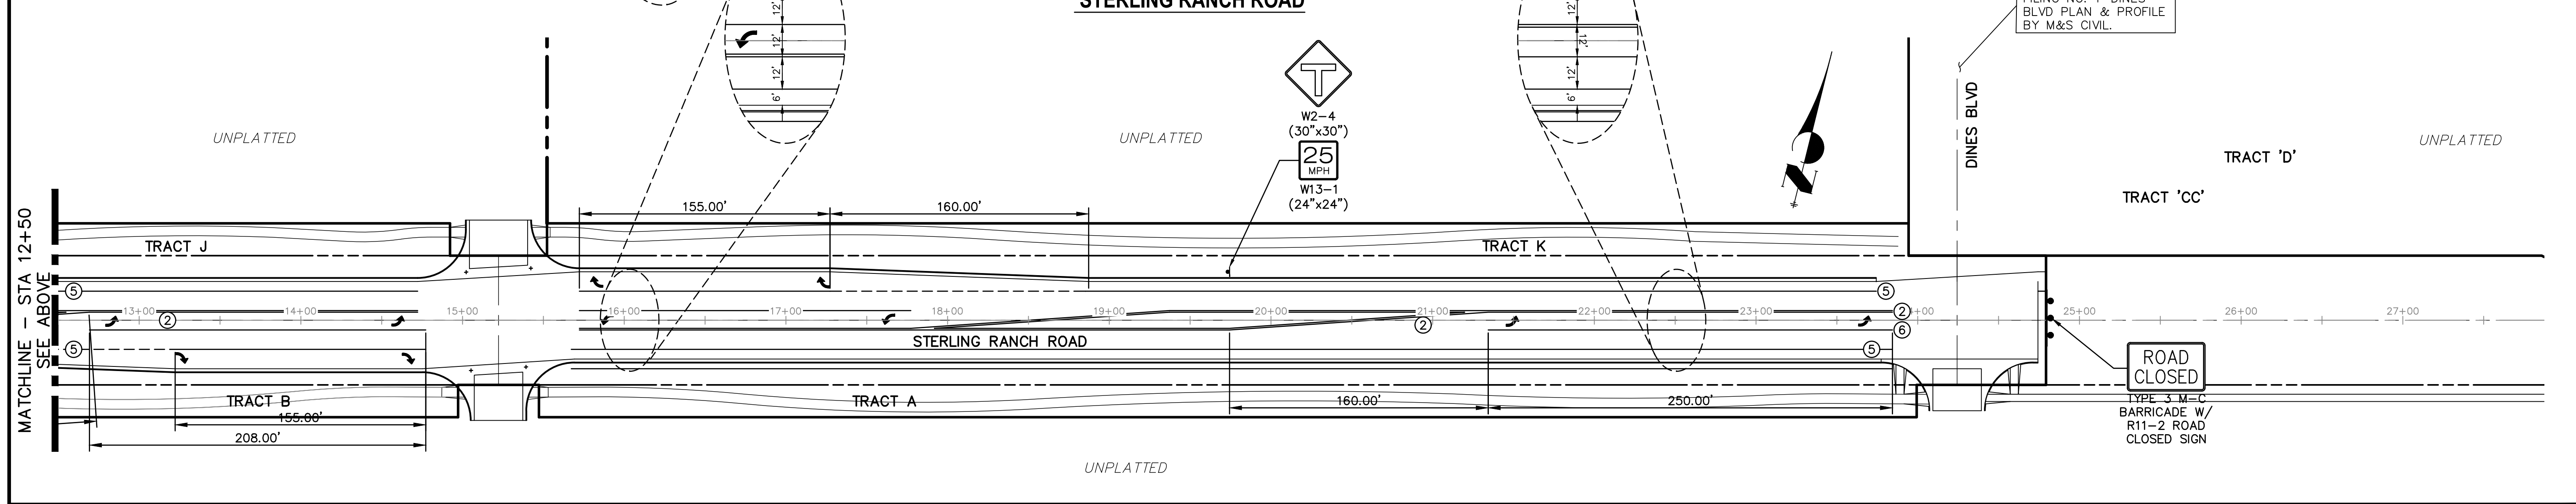 STERLING RANCH ROAD
BLVD PLAN & PROFILE
BY M&S CIVIL.
12'
12'
12'
6'
12'
12'
12'
6'
T
W2-4
(30"x30")
25
MPH
W13-1
(24"x24")
UNPLATTED
UNPLATTED
UNPLATTED
DINES BLVD
TRACT 'D'
TRACT 'CC'
N
MATCHLINE - STA 12+50
SEE ABOVE
155.00'
160.00'
TRACT J
TRACT K
5
5
13+00
14+00
15+00
16+00
17+00
18+00
19+00
20+00
21+00
22+00
23+00
25+00
26+00
27+00
2
2
2
6
5
5
STERLING RANCH ROAD
ROAD
CLOSED
TYPE 3 M-C
BARRICADE W/
R11-2 ROAD
CLOSED SIGN
TRACT B
TRACT A
155.00'
208.00'
160.00'
250.00'
UNPLATTED